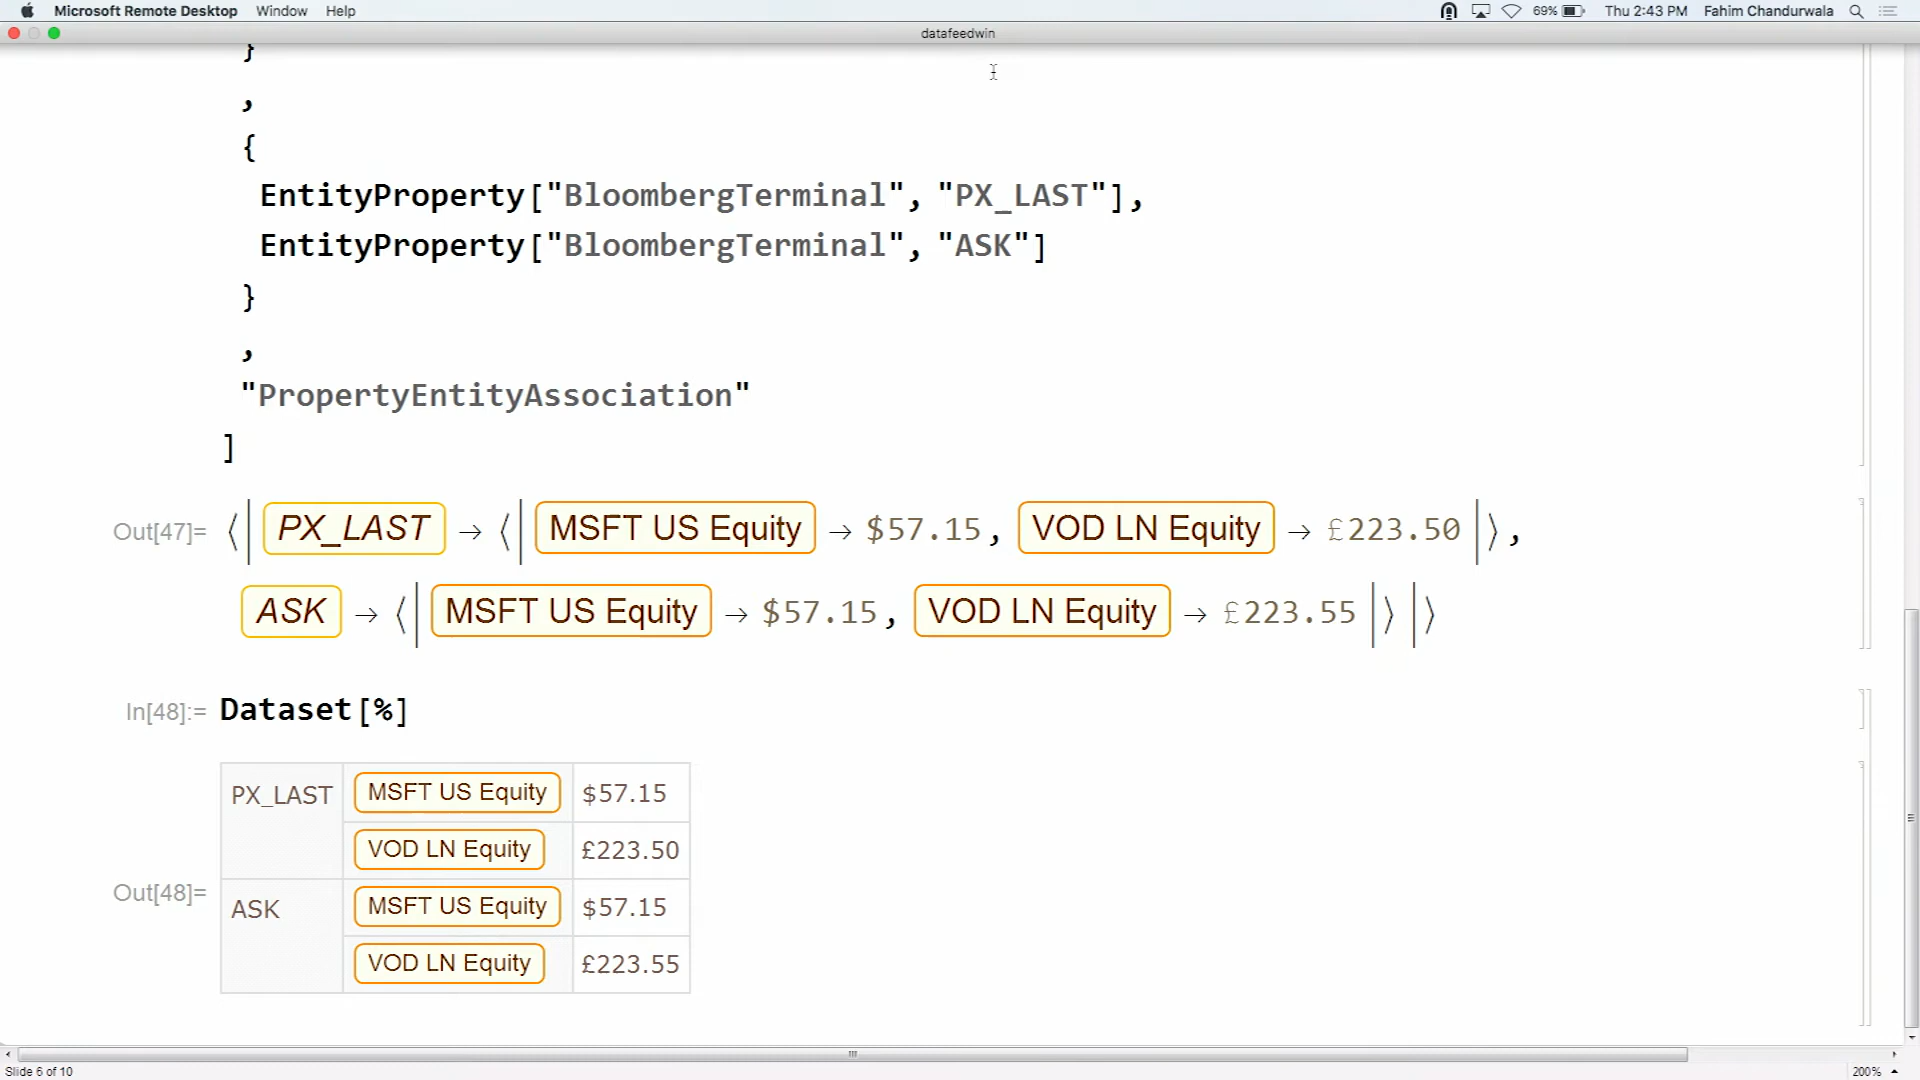 Microsoft Remote Desktop Window Help 69% Thu 2:43 PM Fahim Chandurwala
datafeedwin
}
,
{
EntityProperty["BloombergTerminal", "PX_LAST"],
EntityProperty["BloombergTerminal", "ASK"]
}
,
"PropertyEntityAssociation"
]
Out[47]= ⟨| PX_LAST → ⟨| MSFT US Equity → $57.15, VOD LN Equity → £223.50 |⟩,
ASK → ⟨| MSFT US Equity → $57.15, VOD LN Equity → £223.55 |⟩ |⟩
In[48]:= Dataset[%]
PX_LAST MSFT US Equity $57.15
VOD LN Equity £223.50
Out[48]=
ASK MSFT US Equity $57.15
VOD LN Equity £223.55
Slide 6 of 10 200%